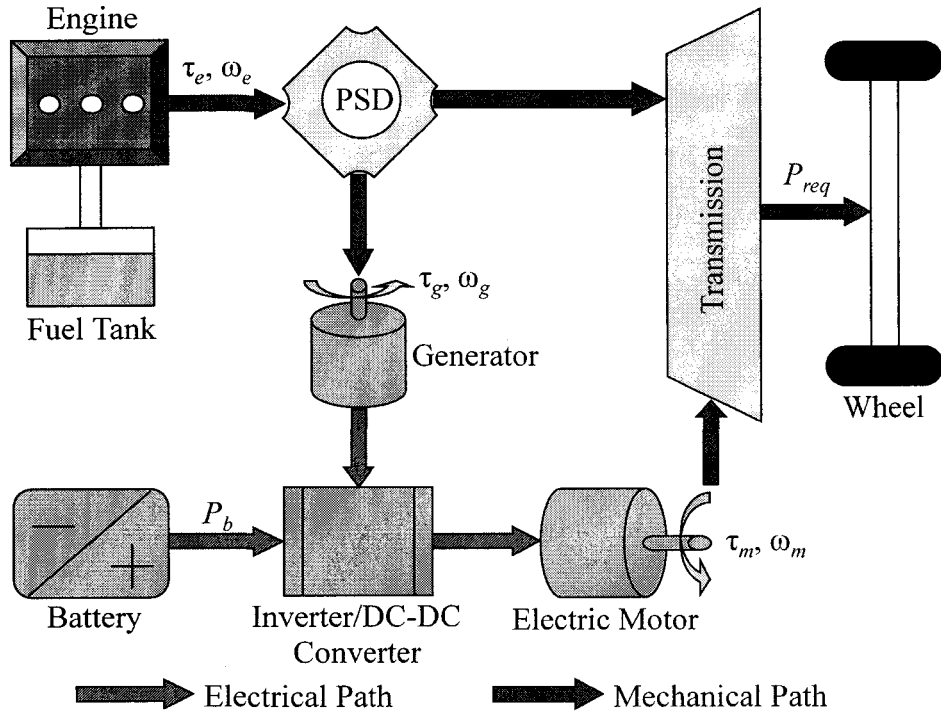 Engine
τe, ωe
PSD
Transmission
Preq
Fuel Tank
τg, ωg
Generator
Wheel
Pb
− +
τm, ωm
Battery
Inverter/DC-DC
Converter
Electric Motor
Electrical Path
Mechanical Path